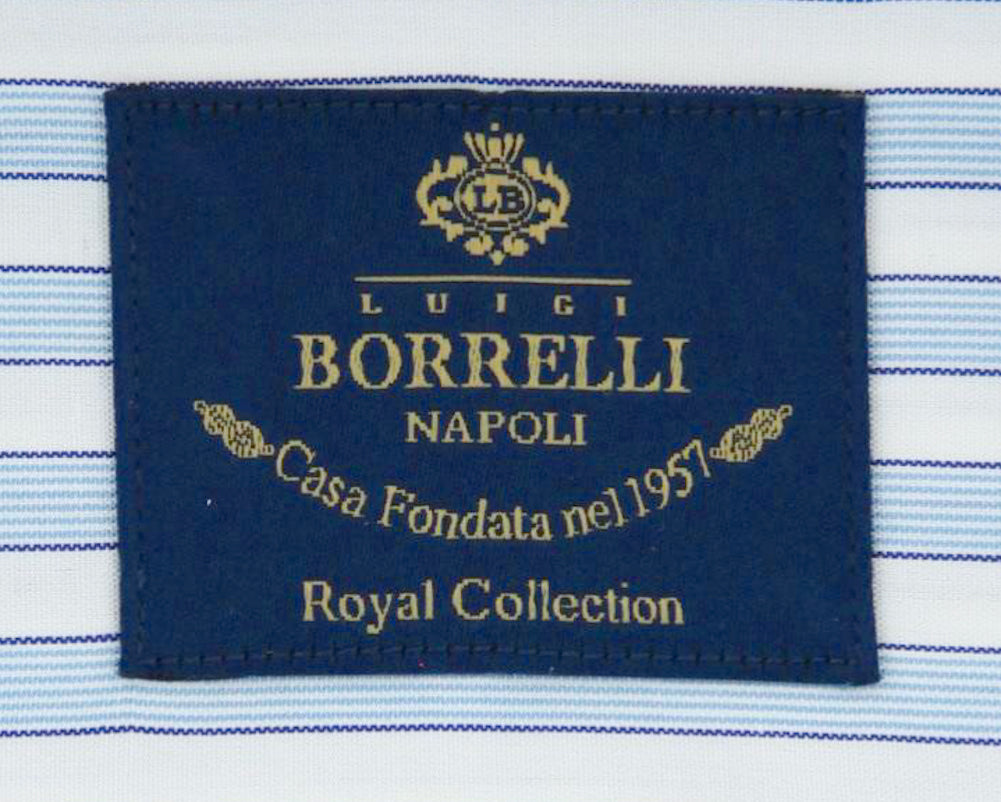 LB
LUIGI
BORRELLI
NAPOLI
Casa Fondata nel 1957
Royal Collection